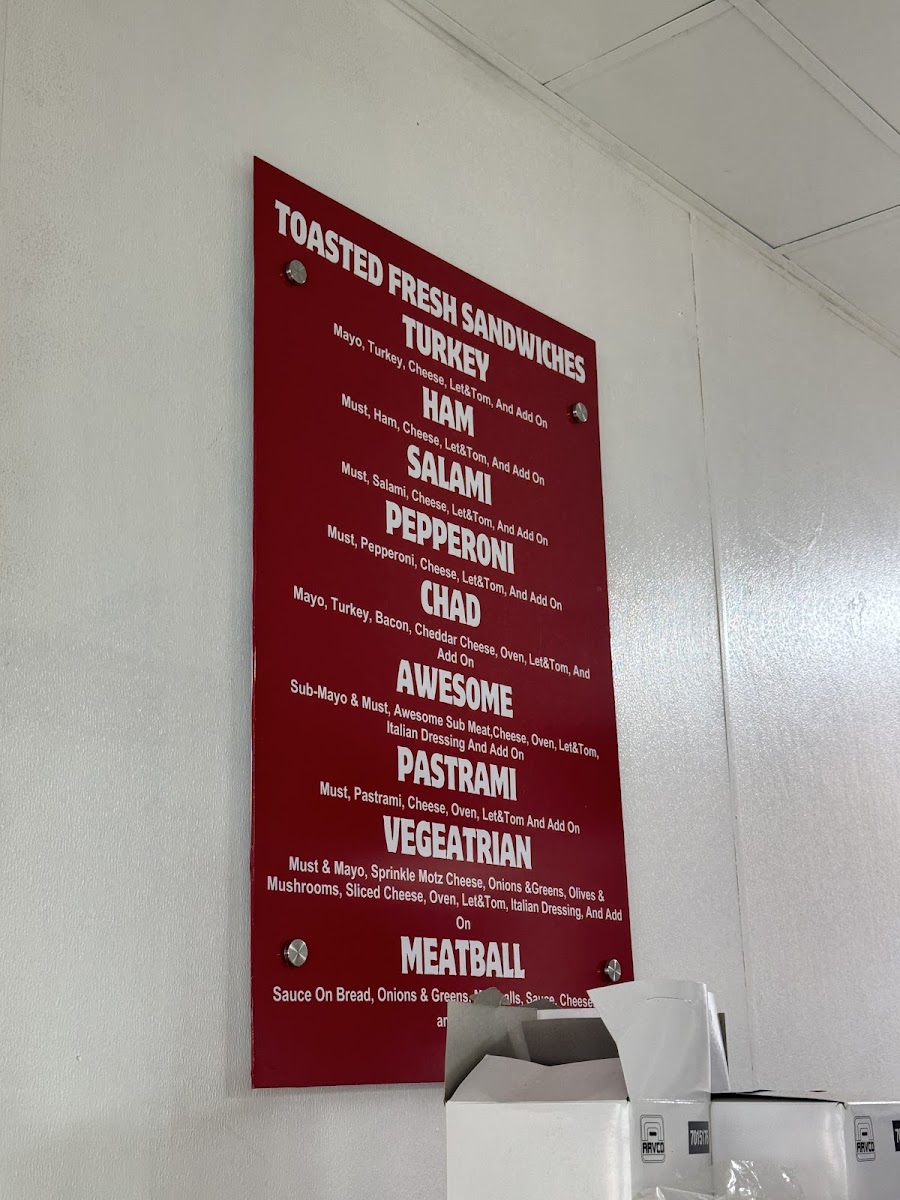 TOASTED FRESH SANDWICHES
TURKEY
Mayo, Turkey, Cheese, Let&Tom, And Add On
HAM
Must, Ham, Cheese, Let&Tom, And Add On
SALAMI
Must, Salami, Cheese, Let&Tom, And Add On
PEPPERONI
Must, Pepperoni, Cheese, Let&Tom, And Add On
CHAD
Mayo, Turkey, Bacon, Cheddar Cheese, Oven, Let&Tom, And
Add On
AWESOME
Sub-Mayo & Must, Awesome Sub Meat,Cheese, Oven, Let&Tom,
Italian Dressing And Add On
PASTRAMI
Must, Pastrami, Cheese, Oven, Let&Tom And Add On
VEGEATRIAN
Must & Mayo, Sprinkle Motz Cheese, Onions &Greens, Olives &
Mushrooms, Sliced Cheese, Oven, Let&Tom, Italian Dressing, And Add
On
MEATBALL
Sauce On Bread, Onions & Greens, Sauce, Cheese
ARVCO
ARVCO